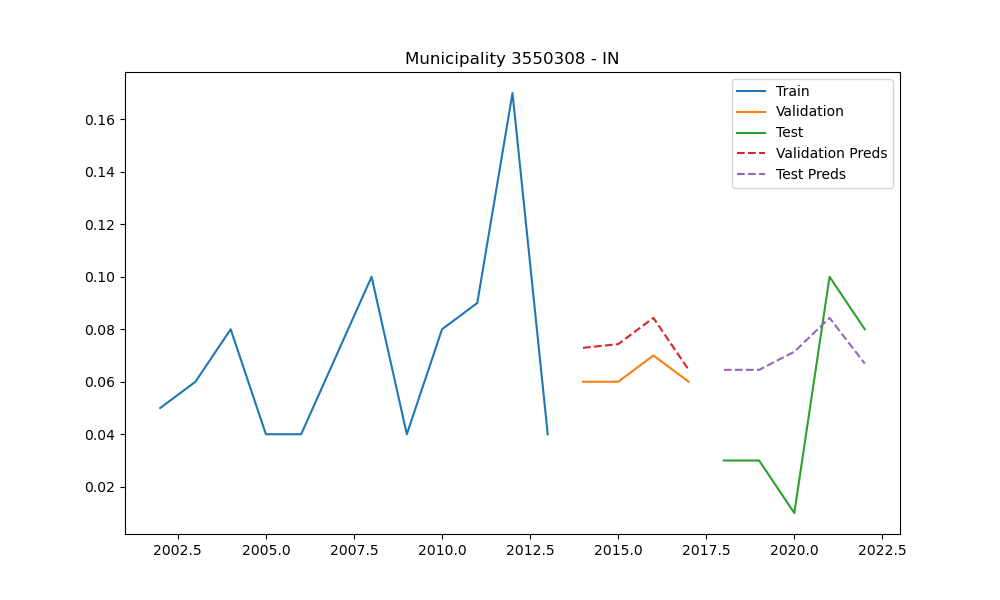 Municipality 3550308 - IN
Train
Validation
Test
Validation Preds
Test Preds
0.16
0.14
0.12
0.10
0.08
0.06
0.04
0.02
2002.5 2005.0 2007.5 2010.0 2012.5 2015.0 2017.5 2020.0 2022.5